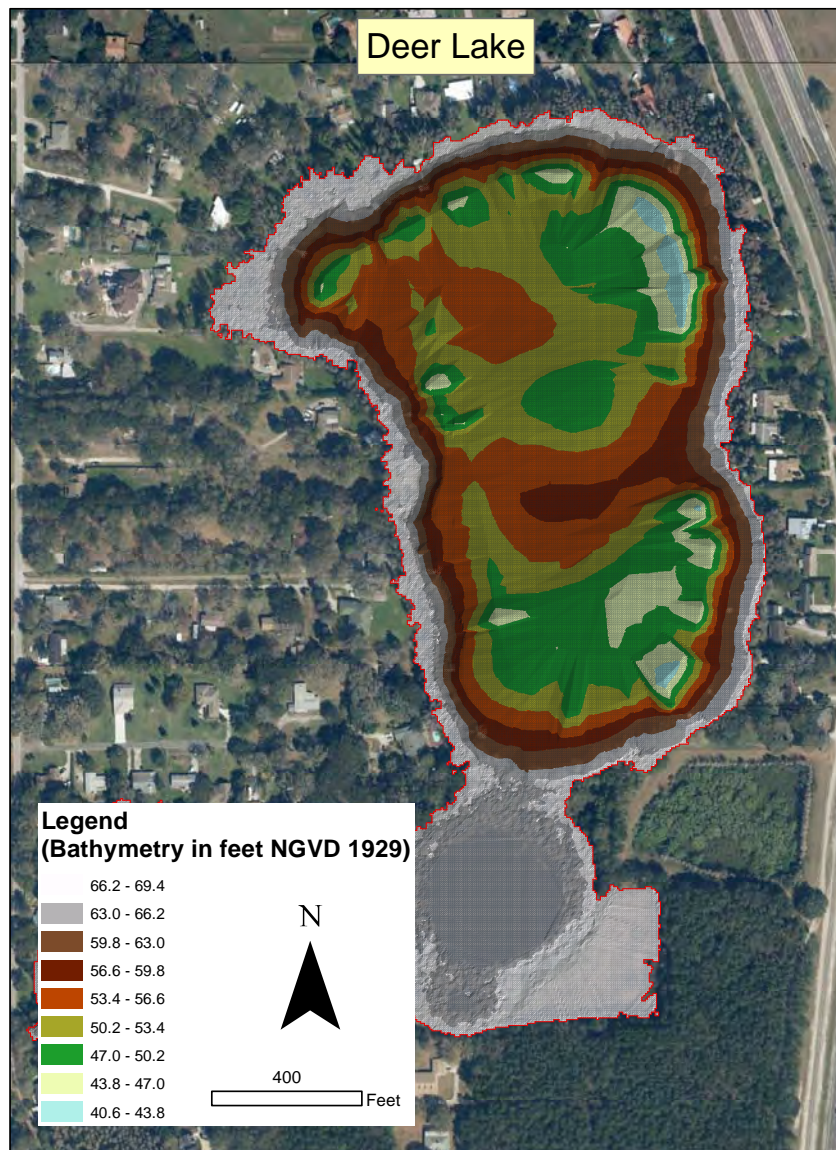 Deer Lake
Legend
(Bathymetry in feet NGVD 1929)
66.2 - 69.4
63.0 - 66.2
59.8 - 63.0
56.6 - 59.8
53.4 - 56.6
50.2 - 53.4
47.0 - 50.2
43.8 - 47.0
40.6 - 43.8
N
400
Feet